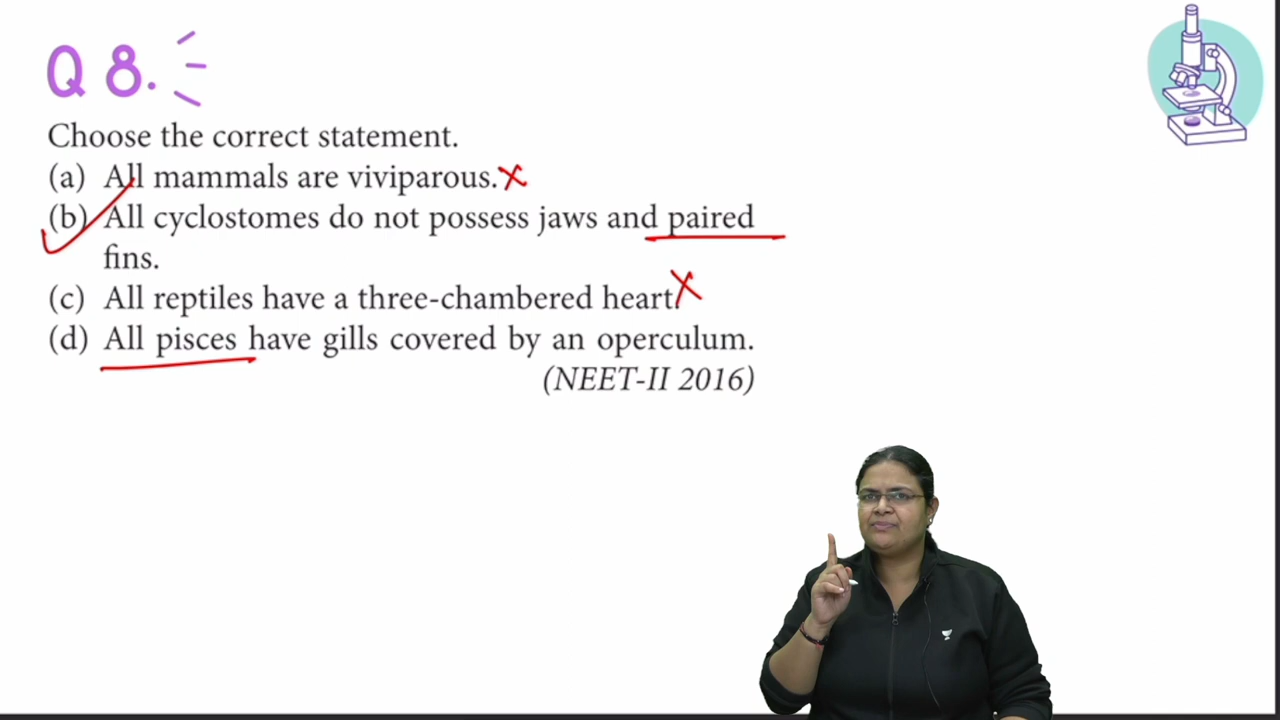 Q 8.
Choose the correct statement.
(a) All mammals are viviparous.
(b) All cyclostomes do not possess jaws and paired
fins.
(c) All reptiles have a three-chambered heart.
(d) All pisces have gills covered by an operculum.
(NEET-II 2016)